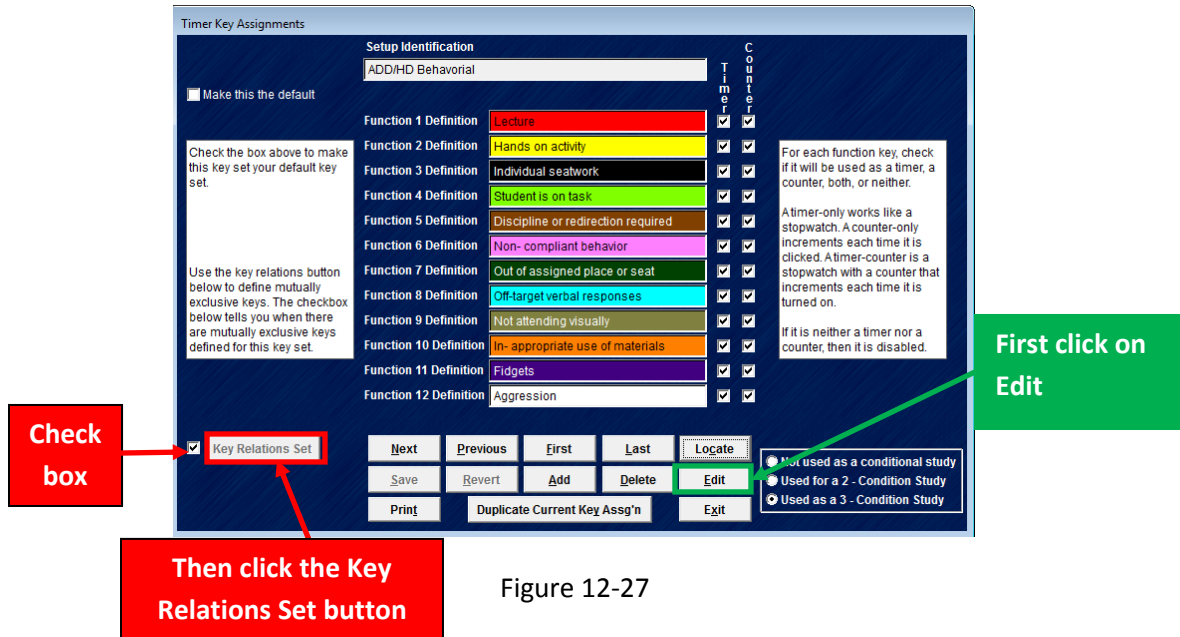 Timer Key Assignments
Setup Identification
ADD/HD Behavorial
Timer
Counter
Make this the default
Function 1 Definition Lecture
Function 2 Definition Hands on activity
Function 3 Definition Individual seatwork
Function 4 Definition Student is on task
Function 5 Definition Discipline or redirection required
Function 6 Definition Non- compliant behavior
Function 7 Definition Out of assigned place or seat
Function 8 Definition Off-target verbal responses
Function 9 Definition Not attending visually
Function 10 Definition In- appropriate use of materials
Function 11 Definition Fidgets
Function 12 Definition Aggression
Check the box above to make
this key set your default key
set.
Use the key relations button
below to define mutually
exclusive keys. The checkbox
below tells you when there
are mutually exclusive keys
defined for this key set.
For each function key, check
if it will be used as a timer, a
counter, both, or neither.
A timer-only works like a
stopwatch. A counter-only
increments each time it is
clicked. A timer-counter is a
stopwatch with a counter that
increments each time it is
turned on.
If it is neither a timer nor a
counter, then it is disabled.
First click on
Edit
Check
box
Key Relations Set
Next Previous First Last Locate
Save Revert Add Delete Edit
Print Duplicate Current Key Assg'n Exit
Not used as a conditional study
Used for a 2 - Condition Study
Used as a 3 - Condition Study
Then click the Key
Relations Set button
Figure 12-27